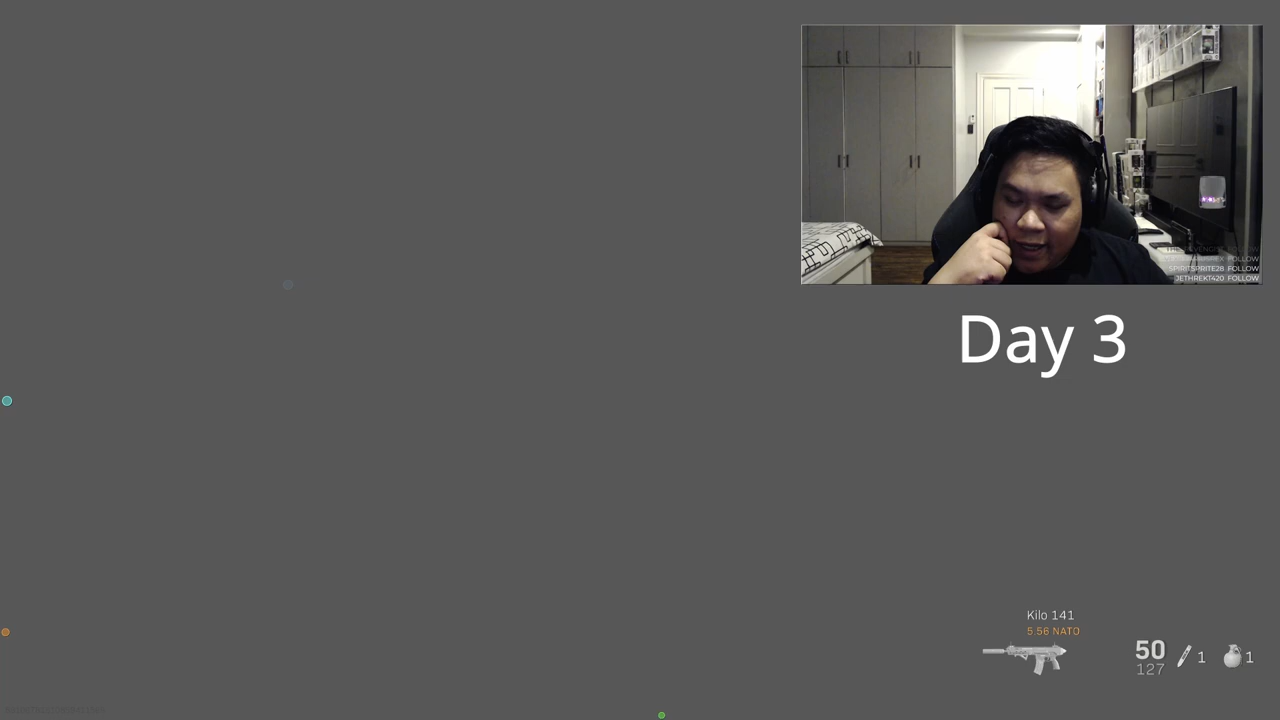 SPIRITSPRITE28 FOLLOW
JETHREKT420 FOLLOW
Day 3
Kilo 141
5.56 NATO
50
127
1
1